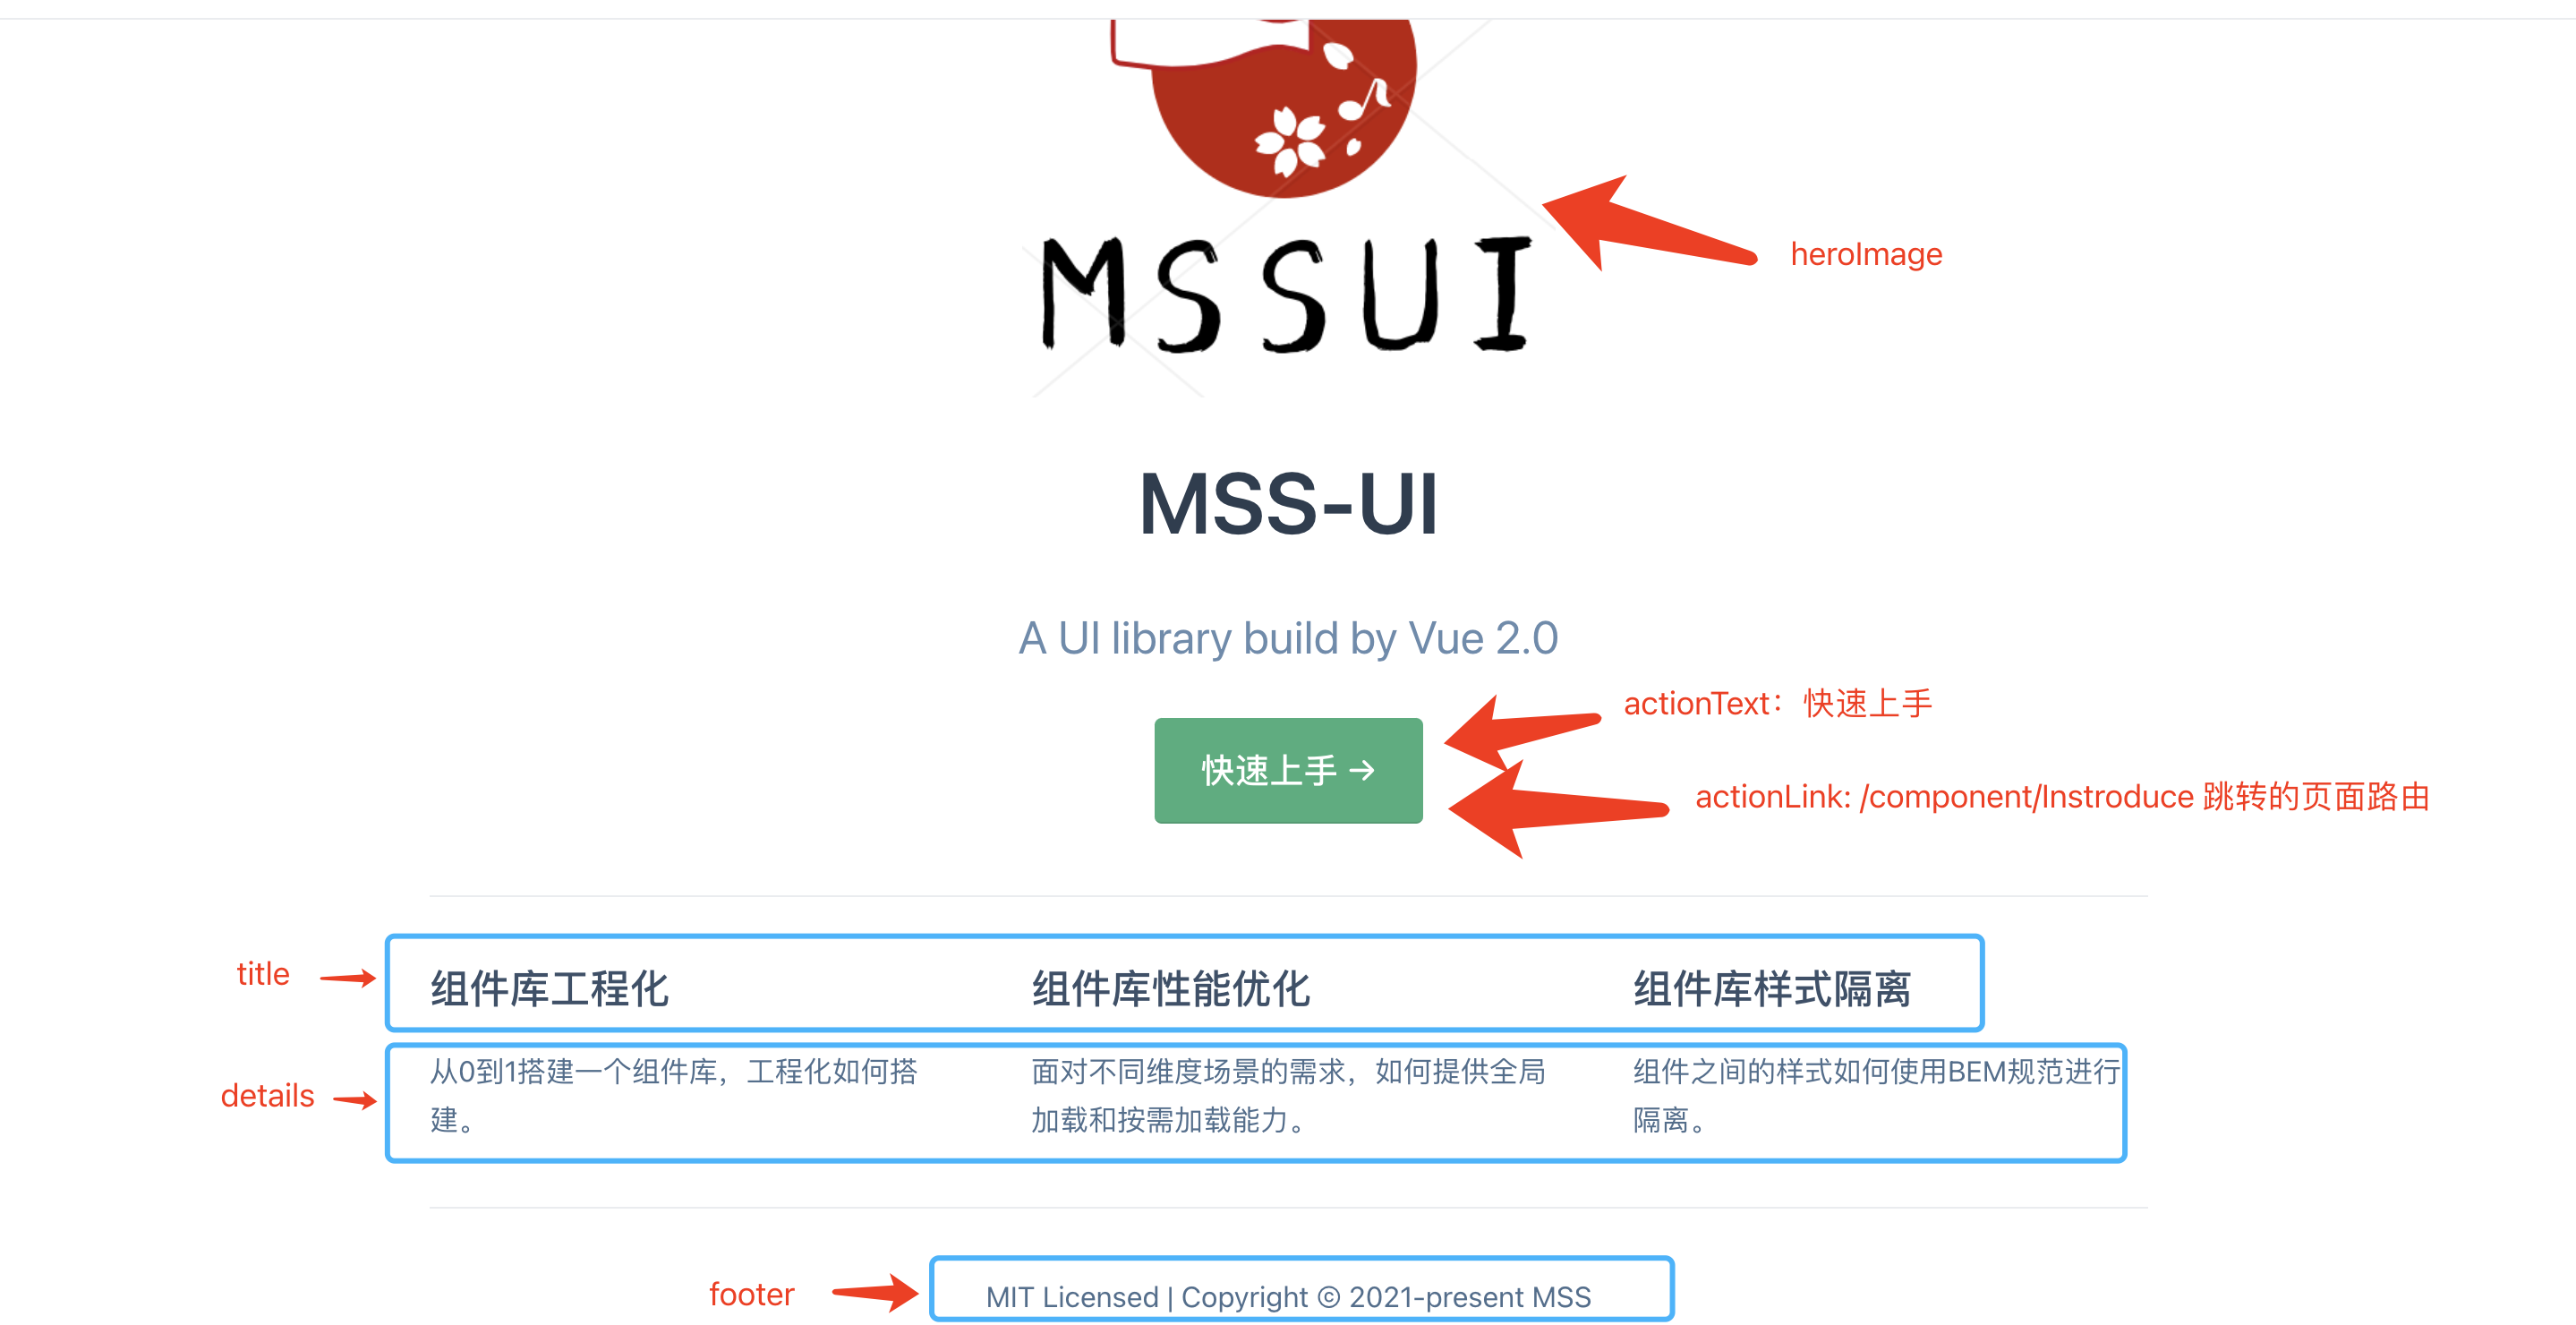 MSSUI
heroImage
MSS-UI
A UI library build by Vue 2.0
actionText：快速上手
快速上手 →
actionLink: /component/Instroduce 跳转的页面路由
title
组件库工程化
组件库性能优化
组件库样式隔离
details
从0到1搭建一个组件库，工程化如何搭
建。
面对不同维度场景的需求，如何提供全局
加载和按需加载能力。
组件之间的样式如何使用BEM规范进行
隔离。
footer
MIT Licensed | Copyright © 2021-present MSS